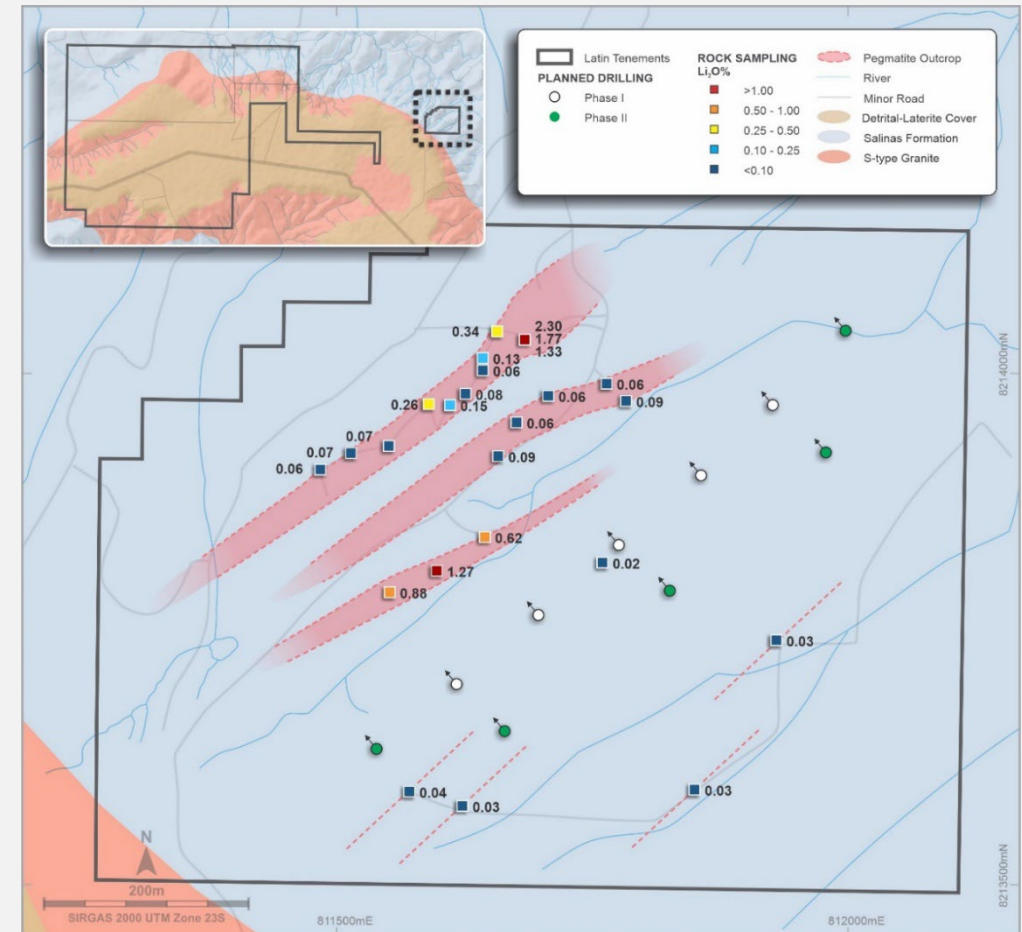 Latin Tenements
PLANNED DRILLING
Phase I
Phase II
ROCK SAMPLING
Li₂O%
>1.00
0.50 - 1.00
0.25 - 0.50
0.10 - 0.25
<0.10
Pegmatite Outcrop
River
Minor Road
Detrital-Laterite Cover
Salinas Formation
S-type Granite
0.34
2.30
1.77
1.33
0.13
0.06
0.08
0.26
0.15
0.07
0.07
0.06
0.06
0.09
0.06
0.06
0.09
0.62
1.27
0.88
0.02
0.03
0.04
0.03
0.03
8214000mN
8213500mN
N
200m
SIRGAS 2000 UTM Zone 23S
811500mE
812000mE